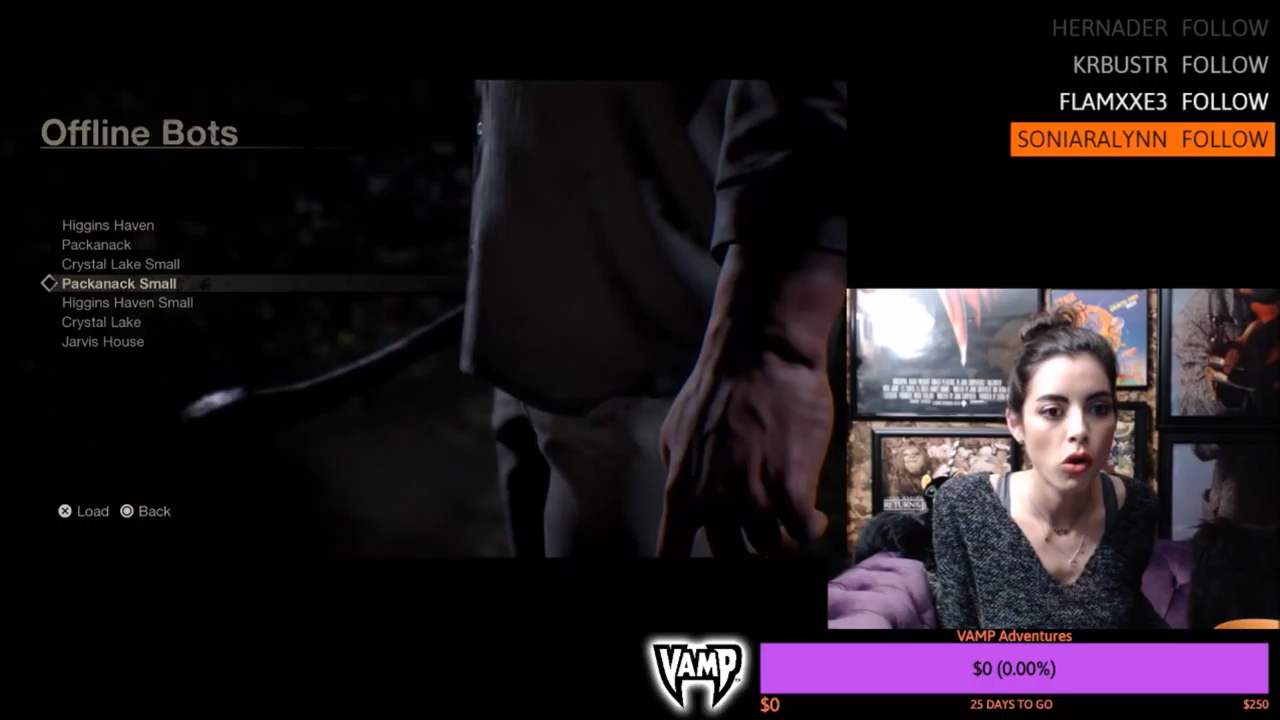 HERNADER FOLLOW
KRBUSTR FOLLOW
FLAMXXE3 FOLLOW
SONIARALYNN FOLLOW
Offline Bots
Higgins Haven
Packanack
Crystal Lake Small
Packanack Small
Higgins Haven Small
Crystal Lake
Jarvis House
Load Back
RETURN
VAMP
VAMP Adventures
$0 (0.00%)
$0 25 DAYS TO GO $250